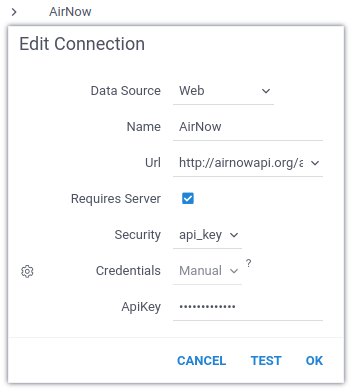 AirNow
Edit Connection
Data Source Web
Name AirNow
Url http://airnowapi.org/a
Requires Server
Security api_key
Credentials Manual ?
ApiKey •••••••••••••
CANCEL TEST OK